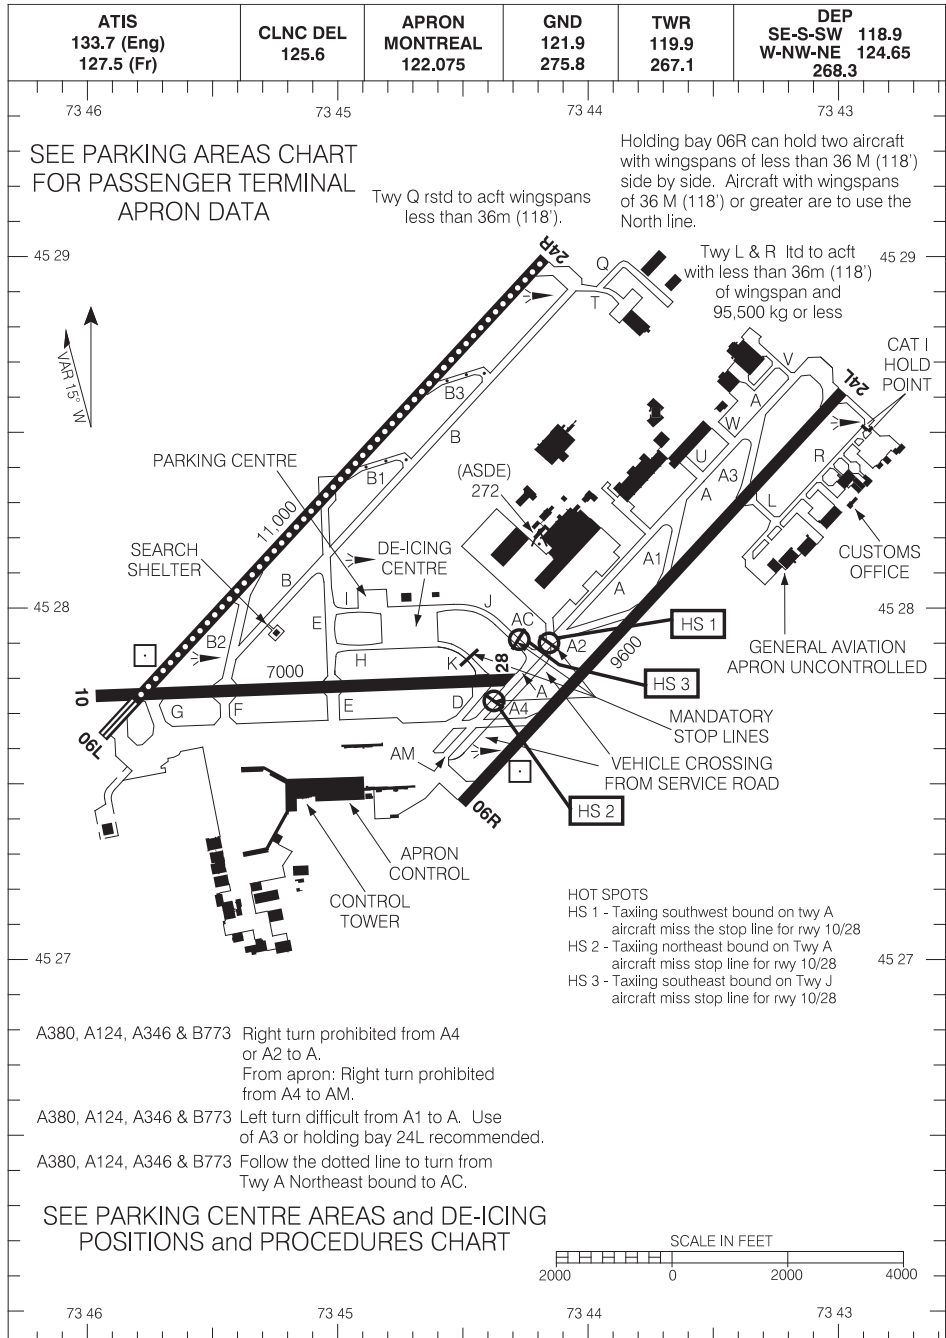 ATIS
133.7 (Eng)
127.5 (Fr)
CLNC DEL
125.6
APRON
MONTREAL
122.075
GND
121.9
275.8
TWR
119.9
267.1
DEP
SE-S-SW 118.9
W-NW-NE 124.65
268.3
73 46
73 45
73 44
73 43
SEE PARKING AREAS CHART
FOR PASSENGER TERMINAL
APRON DATA
Twy Q rstd to acft wingspans
less than 36m (118').
Holding bay 06R can hold two aircraft
with wingspans of less than 36 M (118')
side by side. Aircraft with wingspans
of 36 M (118') or greater are to use the
North line.
45 29
45 29
Twy L & R ltd to acft
with less than 36m (118')
of wingspan and
95,500 kg or less
24R
Q
T
VAR 15° W
CAT I
HOLD
POINT
V
24L
B3
A
B
W
PARKING CENTRE
(ASDE)
272
U
A3
R
B1
A
L
11,000
SEARCH
SHELTER
DE-ICING
CENTRE
CUSTOMS
OFFICE
A1
B
A
I
J
45 28
45 28
AC
HS 1
E
A2
GENERAL AVIATION
APRON UNCONTROLLED
B2
H
K
28
9600
HS 3
7000
10
A
G
F
E
D
A4
MANDATORY
STOP LINES
06L
AM
VEHICLE CROSSING
FROM SERVICE ROAD
06R
HS 2
APRON
CONTROL
CONTROL
TOWER
HOT SPOTS
HS 1 - Taxiing southwest bound on twy A
aircraft miss the stop line for rwy 10/28
HS 2 - Taxiing northeast bound on Twy A
aircraft miss stop line for rwy 10/28
HS 3 - Taxiing southeast bound on Twy J
aircraft miss stop line for rwy 10/28
45 27
45 27
A380, A124, A346 & B773 Right turn prohibited from A4
or A2 to A.
From apron: Right turn prohibited
from A4 to AM.
A380, A124, A346 & B773 Left turn difficult from A1 to A. Use
of A3 or holding bay 24L recommended.
A380, A124, A346 & B773 Follow the dotted line to turn from
Twy A Northeast bound to AC.
SEE PARKING CENTRE AREAS and DE-ICING
POSITIONS and PROCEDURES CHART
SCALE IN FEET
2000 0 2000 4000
73 46
73 45
73 44
73 43